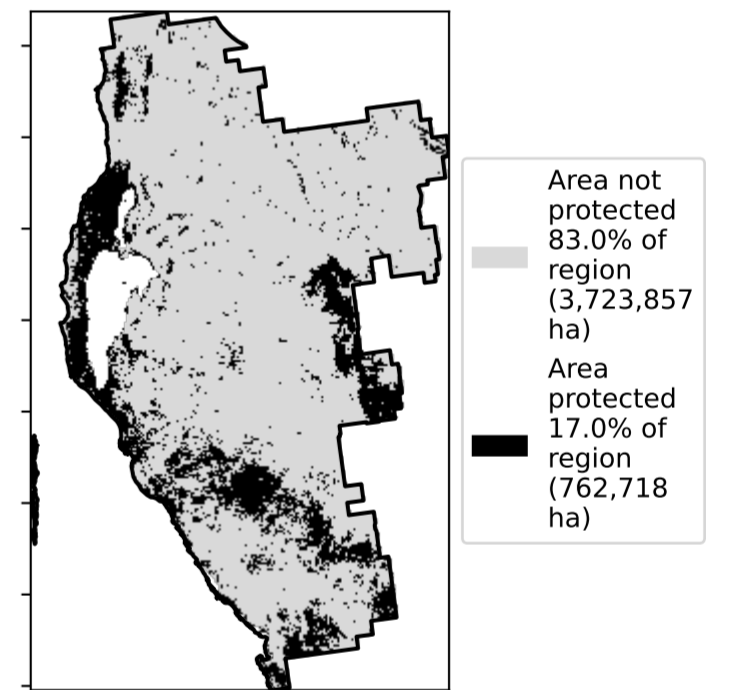 Area not
protected
83.0% of
region
(3,723,857
ha)
Area
protected
17.0% of
region
(762,718
ha)